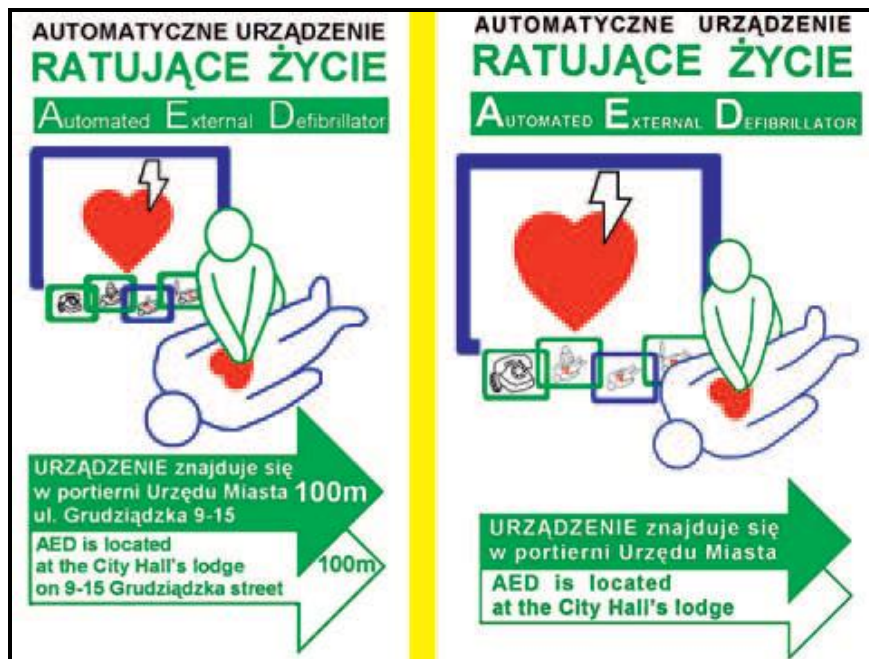 AUTOMATYCZNE URZĄDZENIE
RATUJĄCE ŻYCIE
Automated External Defibrillator
URZĄDZENIE znajduje się
w portierni Urzędu Miasta 100m
ul. Grudziądzka 9-15
AED is located
at the City Hall's lodge 100m
on 9-15 Grudziądzka street
AUTOMATYCZNE URZĄDZENIE
RATUJĄCE ŻYCIE
AUTOMATED EXTERNAL DEFIBRILLATOR
URZĄDZENIE znajduje się
w portierni Urzędu Miasta
AED is located
at the City Hall's lodge